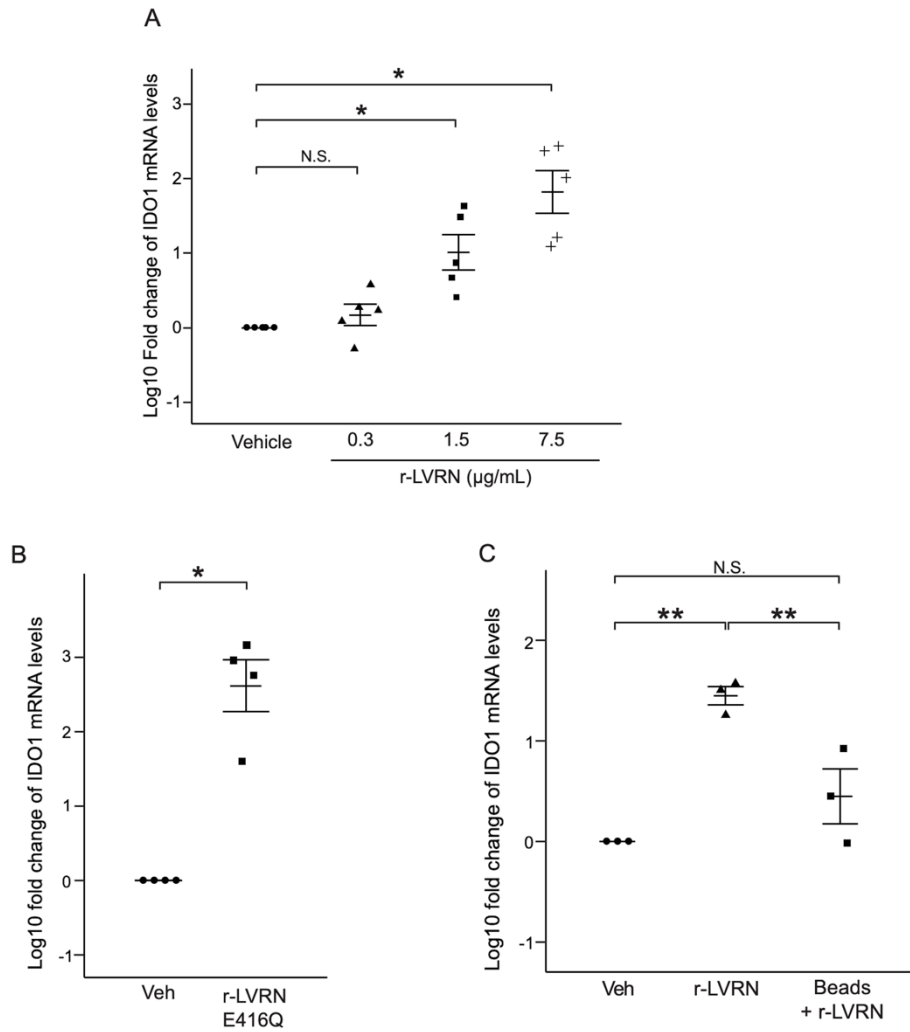 A
Log10 Fold change of IDO1 mRNA levels
3
2
1
0
-1
*
*
N.S.
Vehicle
0.3
1.5
7.5
r-LVRN (µg/mL)
B
Log10 fold change of IDO1 mRNA levels
3
2
1
0
-1
*
Veh
r-LVRN
E416Q
C
Log10 fold change of IDO1 mRNA levels
2
1
0
-1
N.S.
**
**
Veh
r-LVRN
Beads
+ r-LVRN